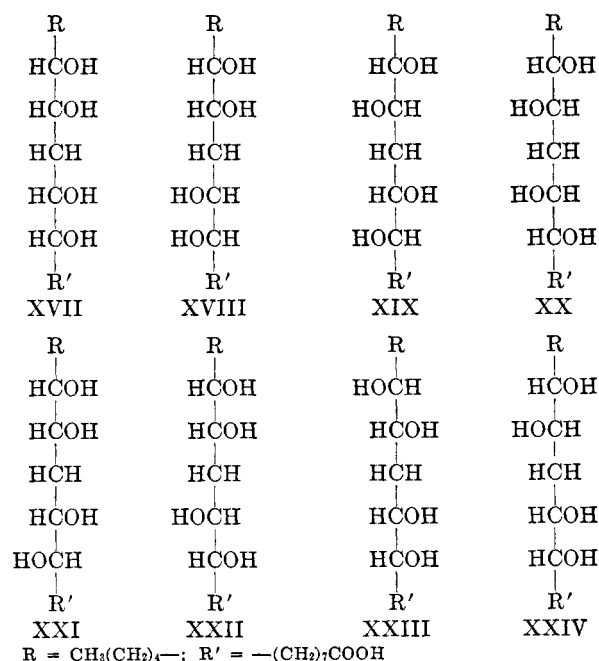 R R R R
HCOH HCOH HCOH HCOH
HCOH HCOH HOCH HOCH
HCH HCH HCH HCH
HCOH HOCH HCOH HOCH
HCOH HOCH HOCH HCOH
R′ R′ R′ R′
XVII XVIII XIX XX
R R R R
HCOH HCOH HOCH HCOH
HCOH HCOH HCOH HOCH
HCH HCH HCH HCH
HCOH HOCH HCOH HCOH
HOCH HCOH HCOH HCOH
R′ R′ R′ R′
XXI XXII XXIII XXIV
R = CH₃(CH₂)₄—; R′ = —(CH₂)₇COOH